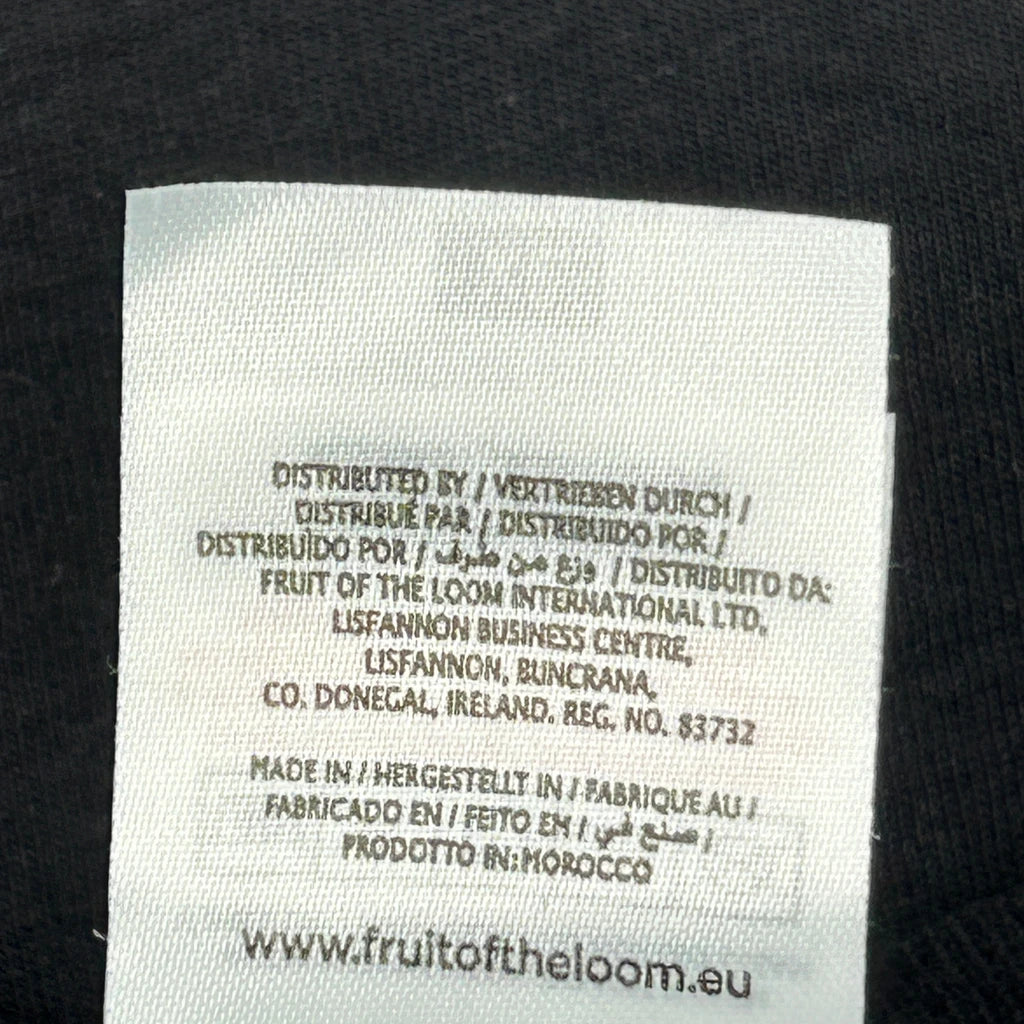 DISTRIBUTED BY / VERTRIEBEN DURCH /
DISTRIBUÉ PAR / DISTRIBUIDO POR /
DISTRIBUÍDO POR / وزع من طرف / DISTRIBUITO DA:
FRUIT OF THE LOOM INTERNATIONAL LTD,
LISFANNON BUSINESS CENTRE,
LISFANNON, BUNCRANA,
CO. DONEGAL, IRELAND. REG. NO. 83732
MADE IN / HERGESTELLT IN / FABRIQUE AU /
FABRICADO EN / FEITO EM / صنع في /
PRODOTTO IN:MOROCCO
www.fruitoftheloom.eu